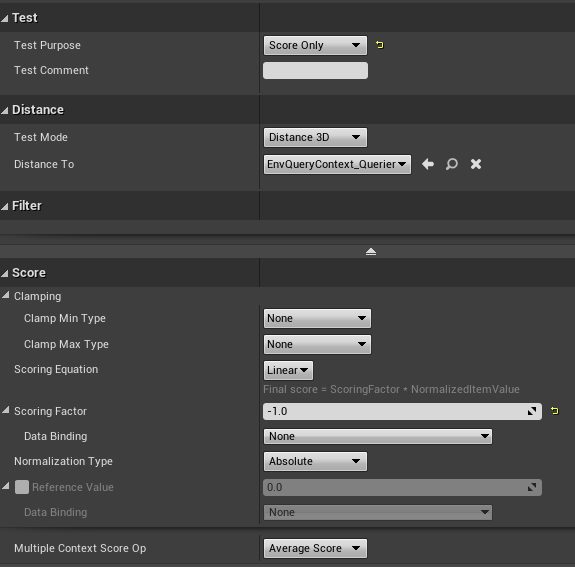 Test
Test Purpose Score Only
Test Comment
Distance
Test Mode Distance 3D
Distance To EnvQueryContext_Querier
Filter
Score
Clamping
Clamp Min Type None
Clamp Max Type None
Scoring Equation Linear
Final score = ScoringFactor * NormalizedItemValue
Scoring Factor -1.0
Data Binding None
Normalization Type Absolute
Reference Value 0.0
Data Binding None
Multiple Context Score Op Average Score